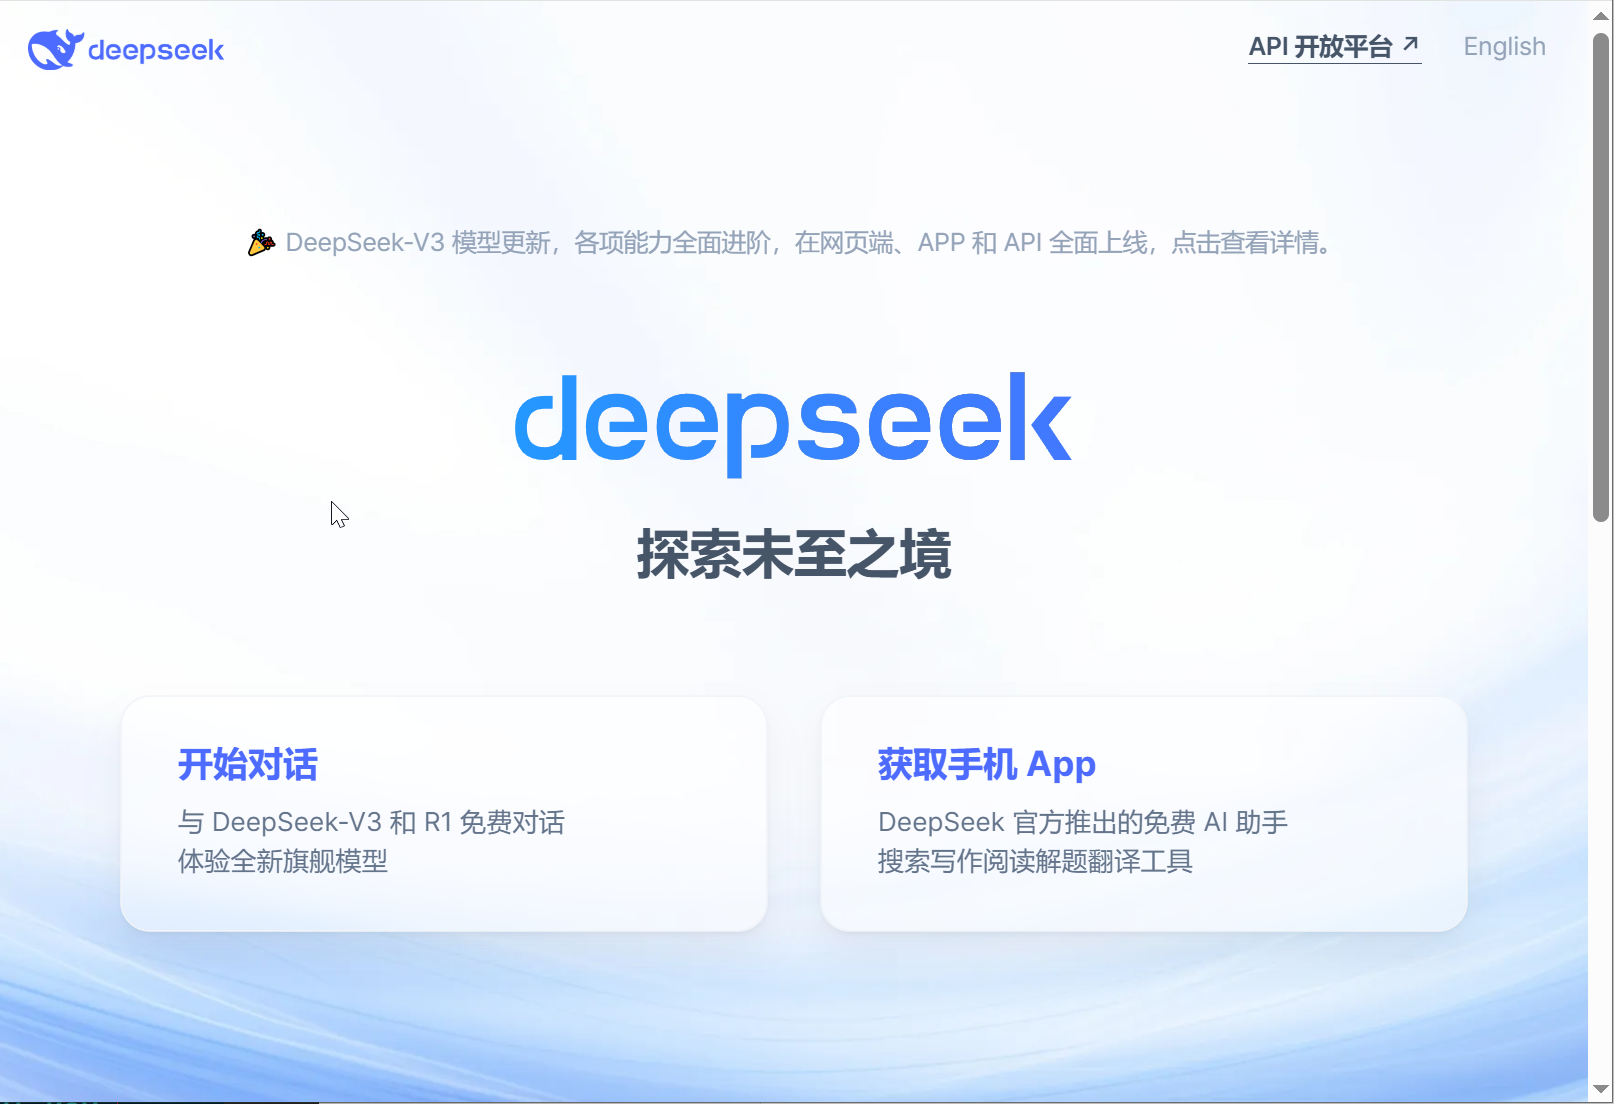 deepseek
API 开放平台
English
DeepSeek-V3 模型更新，各项能力全面进阶，在网页端、APP 和 API 全面上线，点击查看详情。
deepseek
探索未至之境
开始对话
与 DeepSeek-V3 和 R1 免费对话
体验全新旗舰模型
获取手机 App
DeepSeek 官方推出的免费 AI 助手
搜索写作阅读解题翻译工具